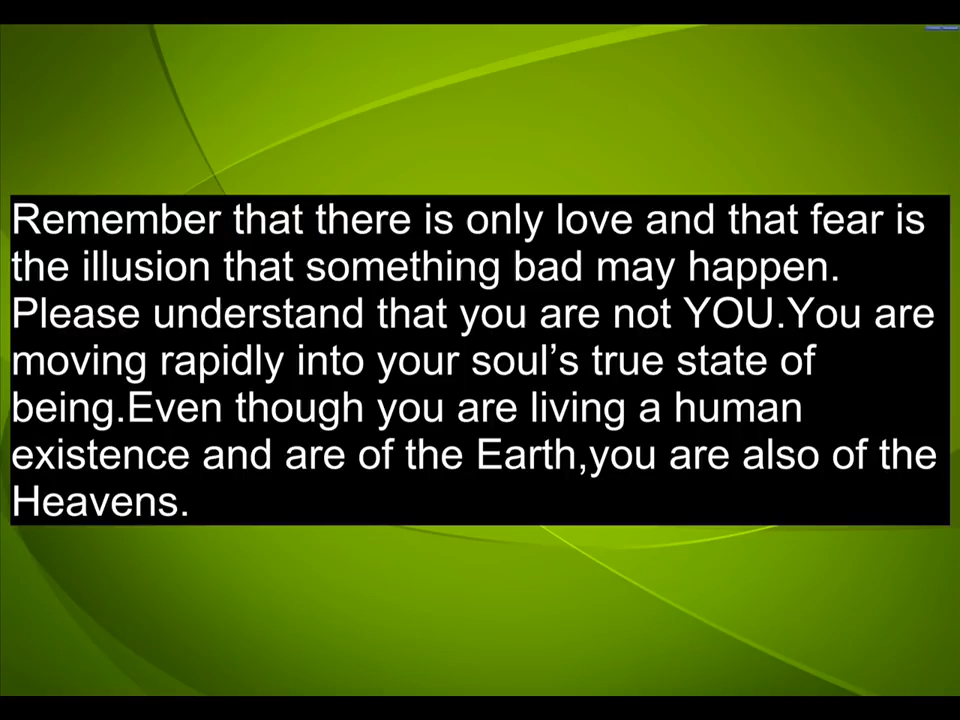 Remember that there is only love and that fear is
the illusion that something bad may happen.
Please understand that you are not YOU.You are
moving rapidly into your soul’s true state of
being.Even though you are living a human
existence and are of the Earth,you are also of the
Heavens.